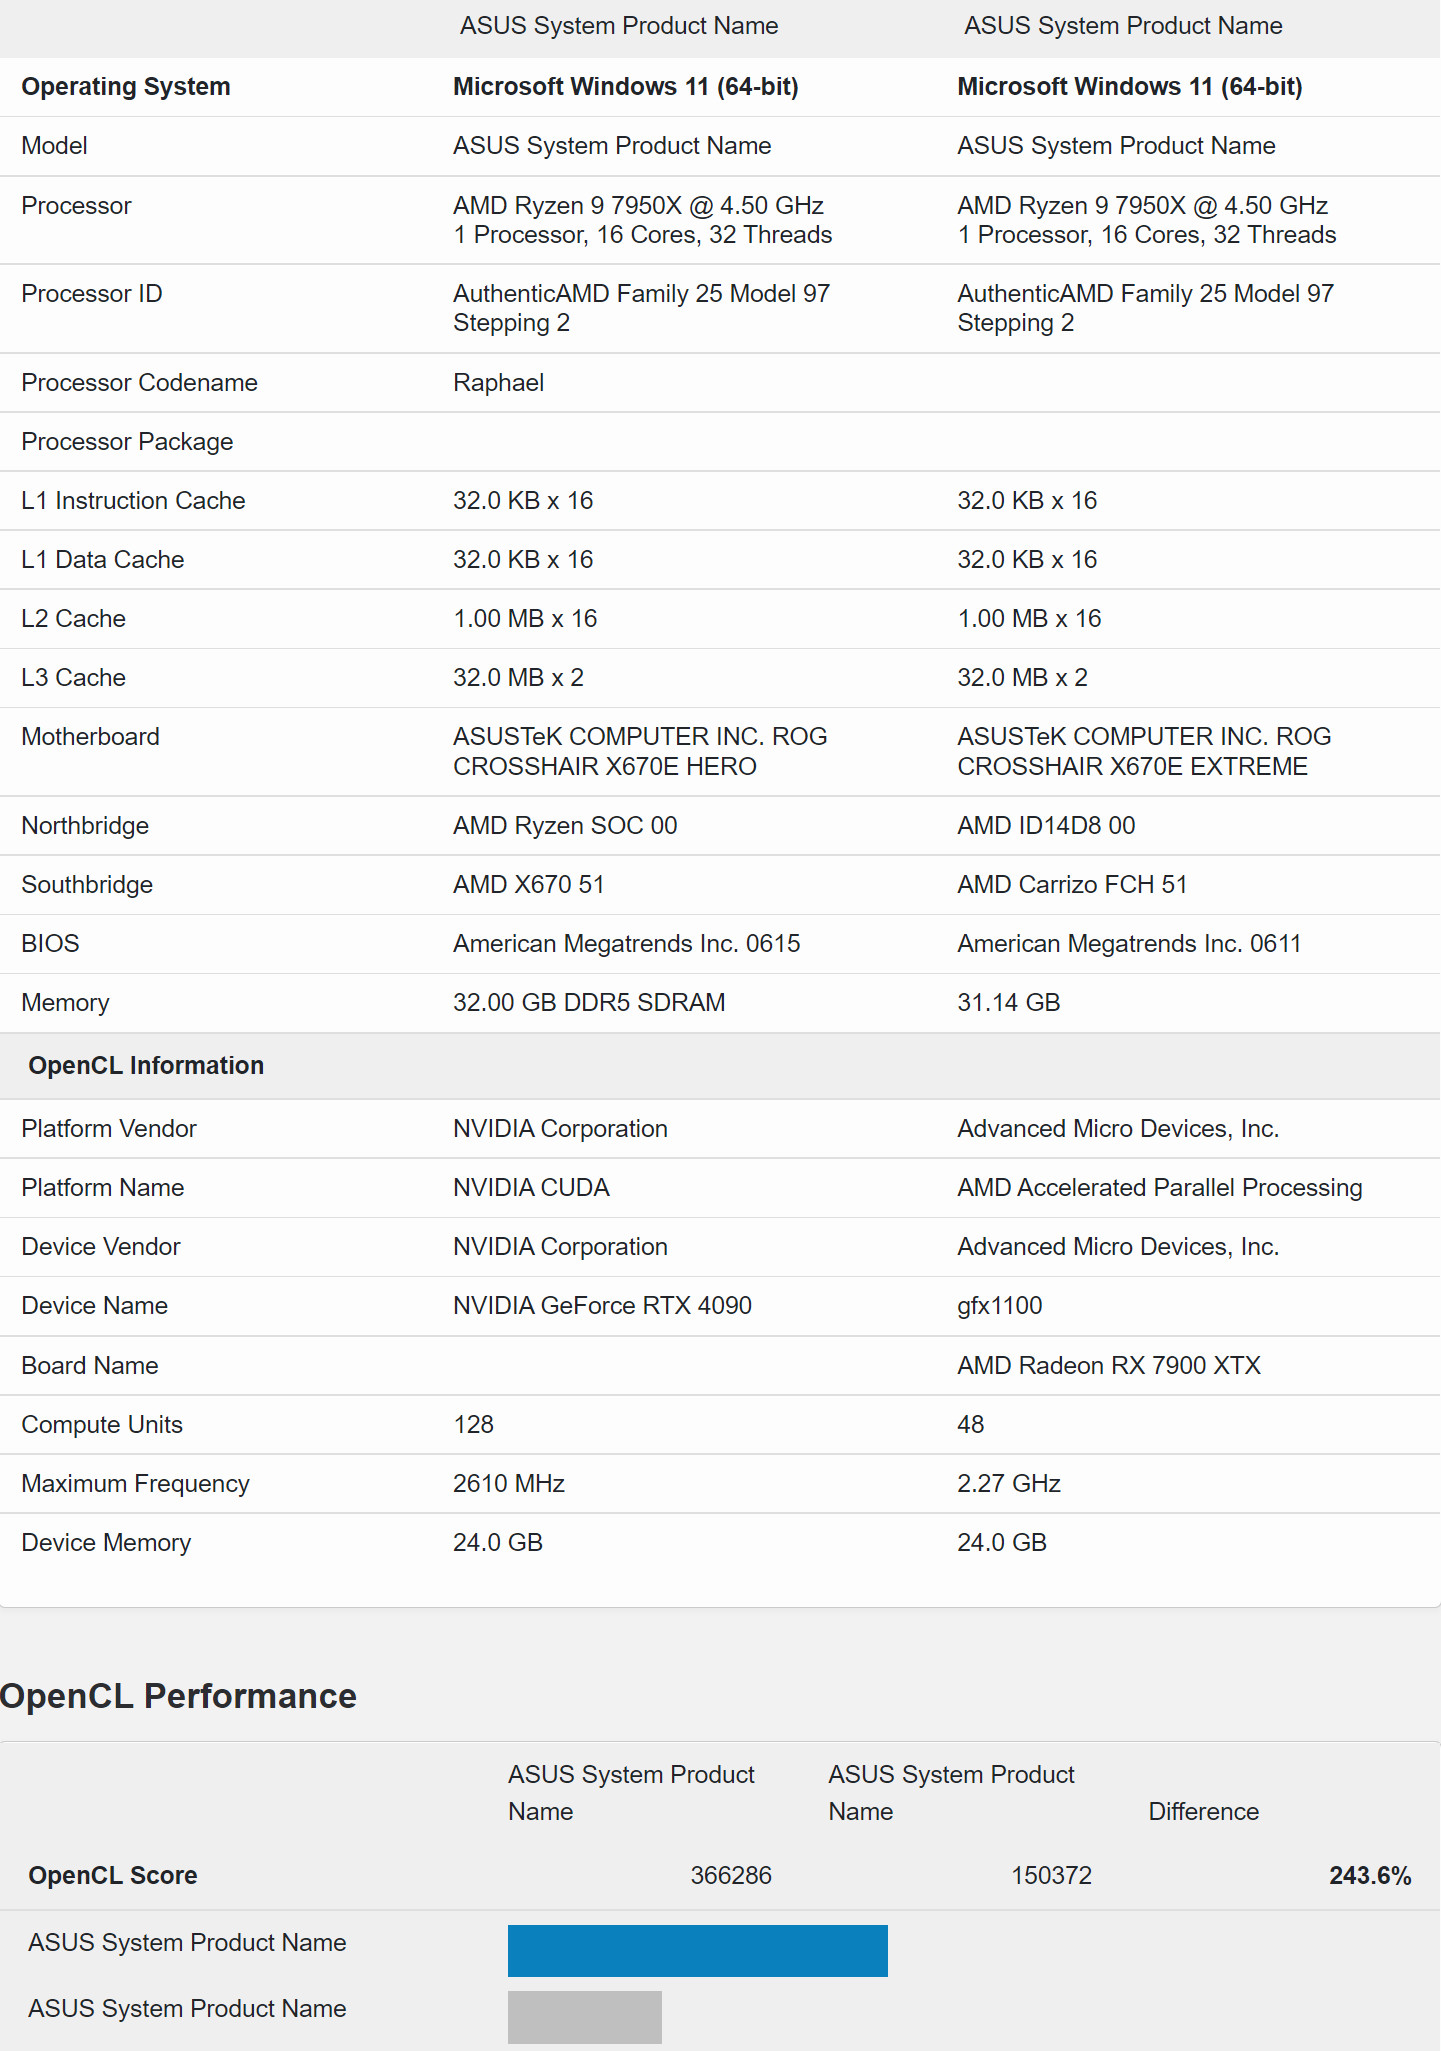 ASUS System Product Name ASUS System Product Name
Operating System Microsoft Windows 11 (64-bit) Microsoft Windows 11 (64-bit)
Model ASUS System Product Name ASUS System Product Name
Processor AMD Ryzen 9 7950X @ 4.50 GHz AMD Ryzen 9 7950X @ 4.50 GHz
1 Processor, 16 Cores, 32 Threads 1 Processor, 16 Cores, 32 Threads
Processor ID AuthenticAMD Family 25 Model 97 AuthenticAMD Family 25 Model 97
Stepping 2 Stepping 2
Processor Codename Raphael
Processor Package
L1 Instruction Cache 32.0 KB x 16 32.0 KB x 16
L1 Data Cache 32.0 KB x 16 32.0 KB x 16
L2 Cache 1.00 MB x 16 1.00 MB x 16
L3 Cache 32.0 MB x 2 32.0 MB x 2
Motherboard ASUSTeK COMPUTER INC. ROG ASUSTeK COMPUTER INC. ROG
CROSSHAIR X670E HERO CROSSHAIR X670E EXTREME
Northbridge AMD Ryzen SOC 00 AMD ID14D8 00
Southbridge AMD X670 51 AMD Carrizo FCH 51
BIOS American Megatrends Inc. 0615 American Megatrends Inc. 0611
Memory 32.00 GB DDR5 SDRAM 31.14 GB
OpenCL Information
Platform Vendor NVIDIA Corporation Advanced Micro Devices, Inc.
Platform Name NVIDIA CUDA AMD Accelerated Parallel Processing
Device Vendor NVIDIA Corporation Advanced Micro Devices, Inc.
Device Name NVIDIA GeForce RTX 4090 gfx1100
Board Name AMD Radeon RX 7900 XTX
Compute Units 128 48
Maximum Frequency 2610 MHz 2.27 GHz
Device Memory 24.0 GB 24.0 GB
OpenCL Performance
ASUS System Product ASUS System Product
Name Name Difference
OpenCL Score 366286 150372 243.6%
ASUS System Product Name
ASUS System Product Name